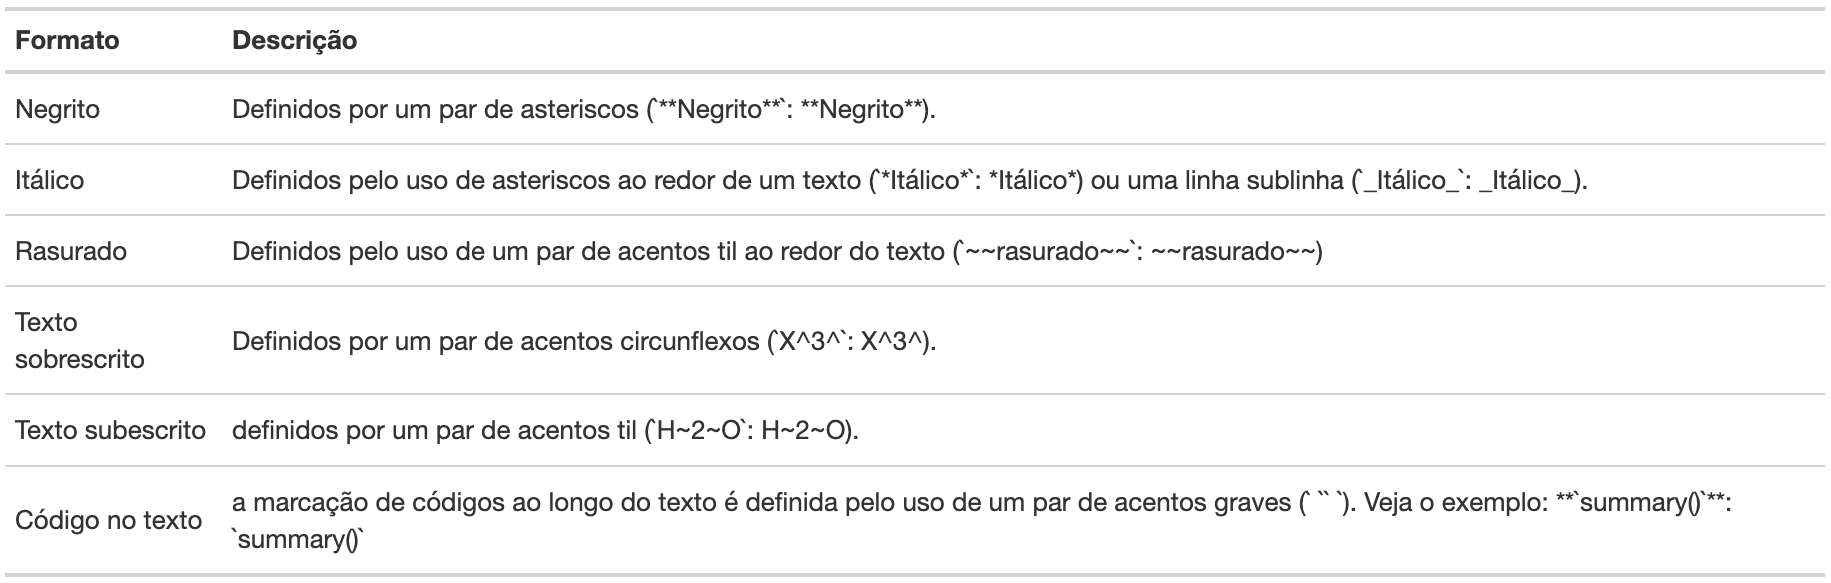 Formato Descrição
Negrito Definidos por um par de asteriscos (`**Negrito**`: **Negrito**).
Itálico Definidos pelo uso de asteriscos ao redor de um texto (`*Itálico*`: *Itálico*) ou uma linha sublinha (`_Itálico_`: _Itálico_).
Rasurado Definidos pelo uso de um par de acentos til ao redor do texto (`~~rasurado~~`: ~~rasurado~~)
Texto
sobrescrito
Definidos por um par de acentos circunflexos (`X^3^`: X^3^).
Texto subescrito definidos por um par de acentos til (`H~2~O`: H~2~O).
Código no texto
a marcação de códigos ao longo do texto é definida pelo uso de um par de acentos graves (` `` `). Veja o exemplo: **`summary()`**:
`summary()`